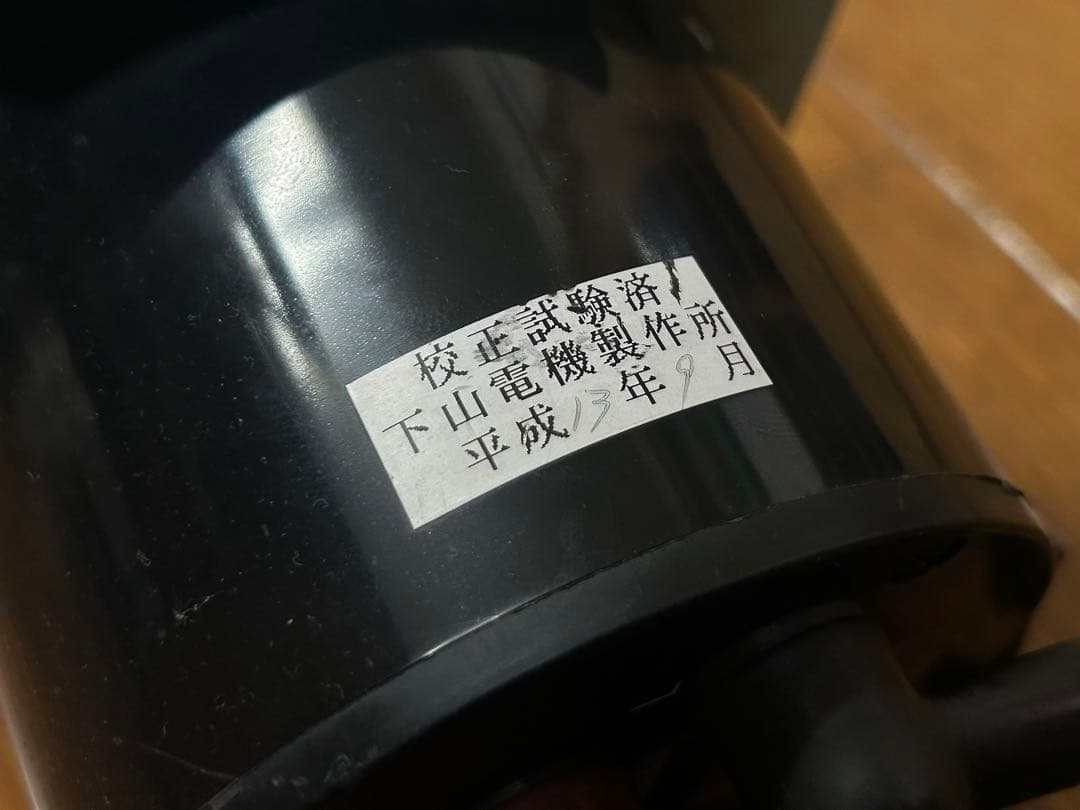 校正試験済
下山電機製作所
平成13年9月